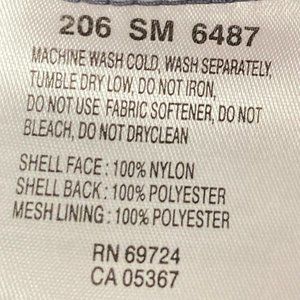 206 SM 6487
MACHINE WASH COLD, WASH SEPARATELY,
TUMBLE DRY LOW, DO NOT IRON,
DO NOT USE FABRIC SOFTENER, DO NOT
BLEACH, DO NOT DRYCLEAN
SHELL FACE : 100% NYLON
SHELL BACK : 100% POLYESTER
MESH LINING : 100% POLYESTER
RN 69724
CA 05367